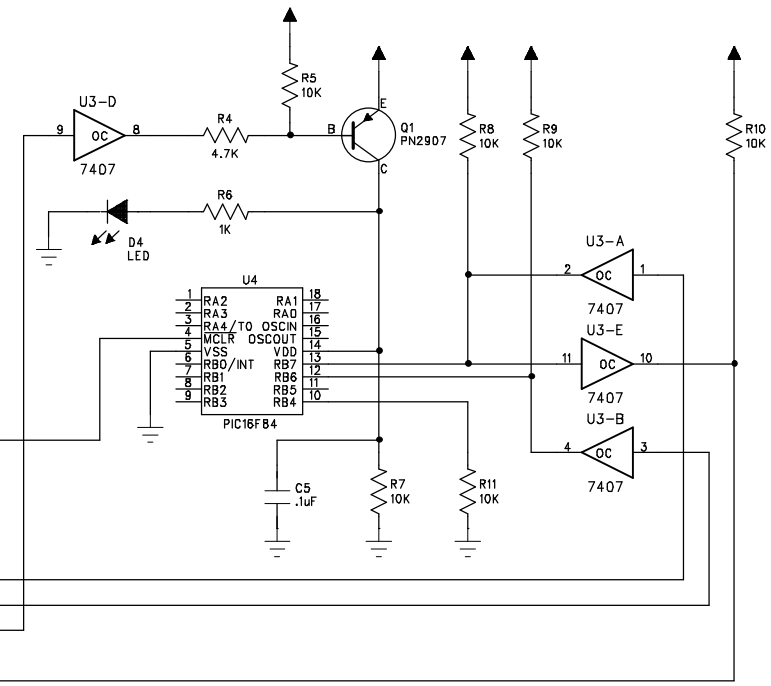 U3-D
9 OC 8
7407
R4
4.7K
R5
10K
B
E
C
Q1
PN2907
R8
10K
R9
10K
R10
10K
R6
1K
D4
LED
U3-A
2 OC 1
7407
U3-E
11 OC 10
7407
U3-B
4 OC 3
7407
U4
1 RA2 RA1 18
2 RA3 RA0 17
3 RA4/TO OSCIN 16
4 MCLR OSCOUT 15
5 VSS VDD 14
6 RB0/INT RB7 13
7 RB1 RB6 12
8 RB2 RB5 11
9 RB3 RB4 10
PIC16F84
C5
.1uF
R7
10K
R11
10K